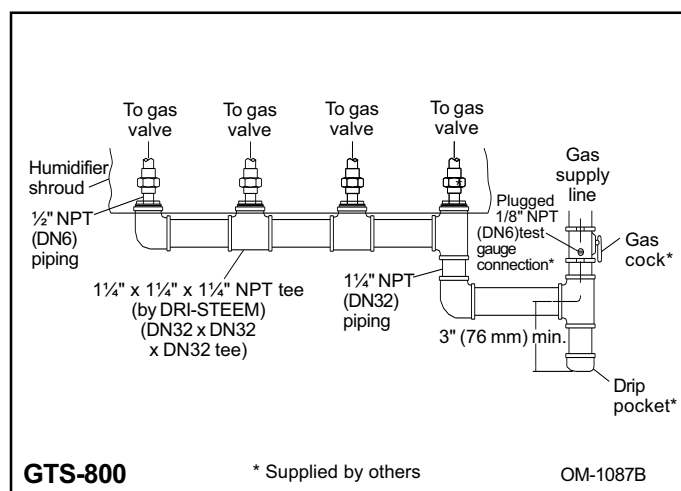 To gas
valve
To gas
valve
To gas
valve
To gas
valve
Humidifier
shroud
½" NPT
(DN6)
piping
Gas
supply
line
Plugged
1/8" NPT
(DN6)test
gauge
connection*
Gas
cock*
*
1¼" x 1¼" x 1¼" NPT tee
(by DRI-STEEM)
(DN32 x DN32
x DN32 tee)
1¼" NPT
(DN32)
piping
3" (76 mm) min.
Drip
pocket*
GTS-800
* Supplied by others
OM-1087B